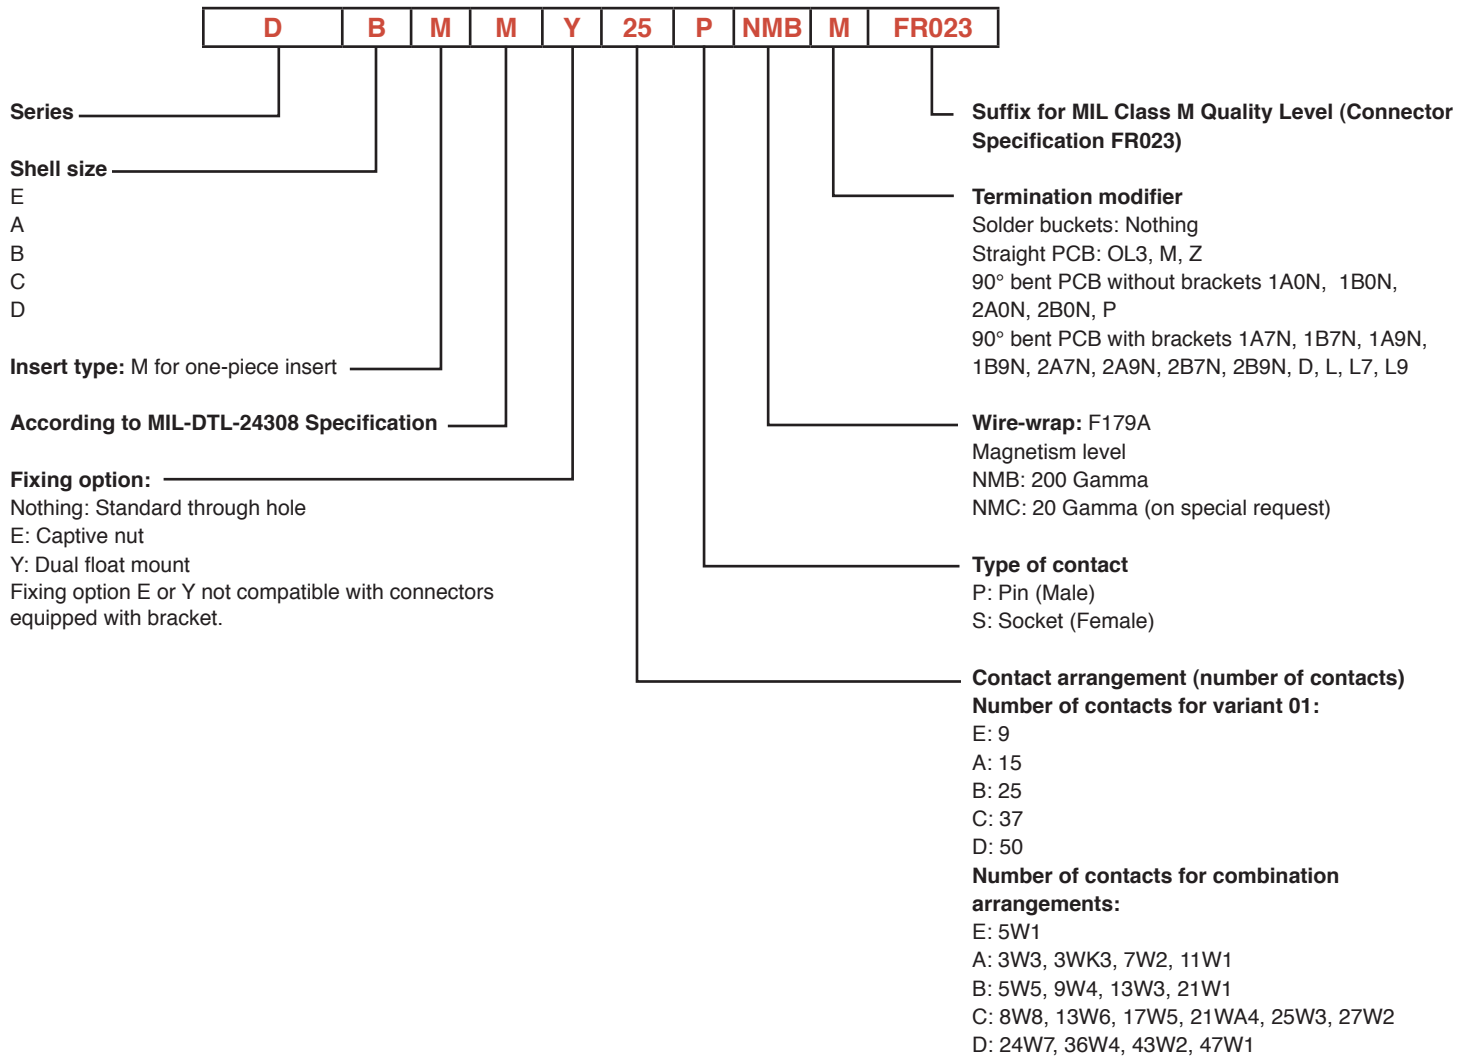 D B M M Y 25 P NMB M FR023
Series
Shell size
E
A
B
C
D
Insert type: M for one-piece insert
According to MIL-DTL-24308 Specification
Fixing option:
Nothing: Standard through hole
E: Captive nut
Y: Dual float mount
Fixing option E or Y not compatible with connectors
equipped with bracket.
Suffix for MIL Class M Quality Level (Connector
Specification FR023)
Termination modifier
Solder buckets: Nothing
Straight PCB: OL3, M, Z
90° bent PCB without brackets 1A0N, 1B0N,
2A0N, 2B0N, P
90° bent PCB with brackets 1A7N, 1B7N, 1A9N,
1B9N, 2A7N, 2A9N, 2B7N, 2B9N, D, L, L7, L9
Wire-wrap: F179A
Magnetism level
NMB: 200 Gamma
NMC: 20 Gamma (on special request)
Type of contact
P: Pin (Male)
S: Socket (Female)
Contact arrangement (number of contacts)
Number of contacts for variant 01:
E: 9
A: 15
B: 25
C: 37
D: 50
Number of contacts for combination
arrangements:
E: 5W1
A: 3W3, 3WK3, 7W2, 11W1
B: 5W5, 9W4, 13W3, 21W1
C: 8W8, 13W6, 17W5, 21WA4, 25W3, 27W2
D: 24W7, 36W4, 43W2, 47W1